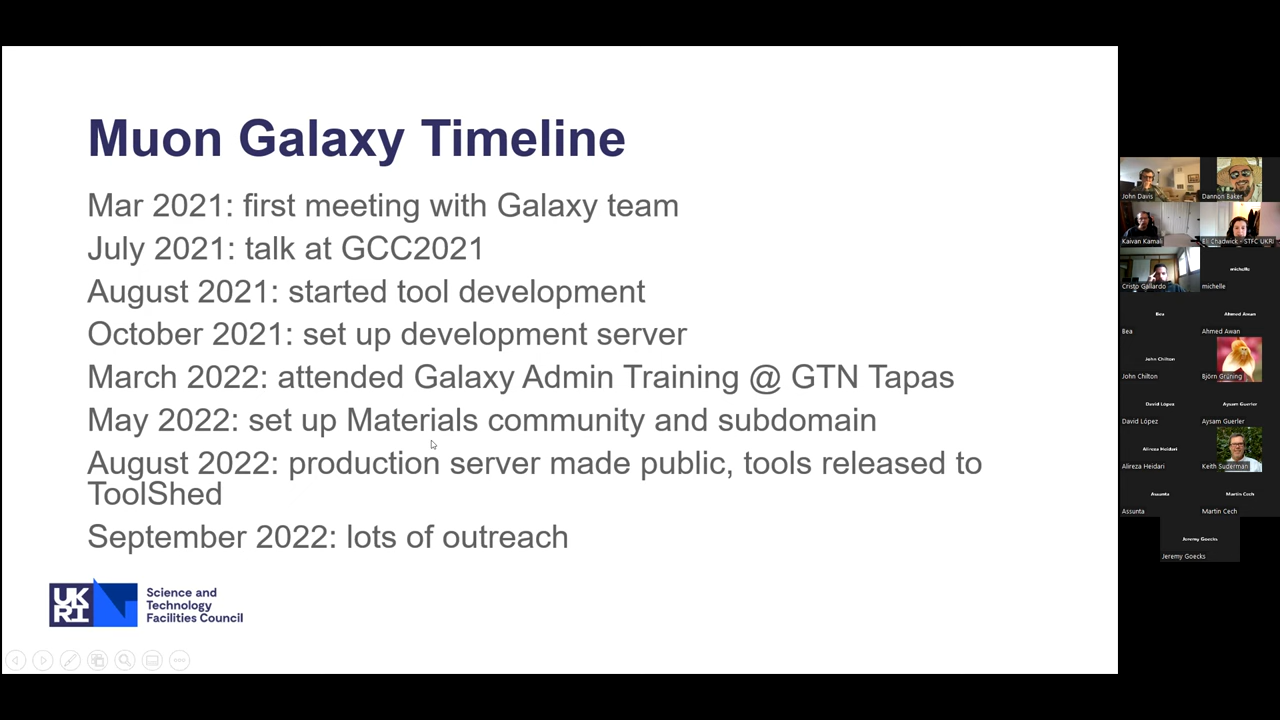 Muon Galaxy Timeline
Mar 2021: first meeting with Galaxy team
July 2021: talk at GCC2021
August 2021: started tool development
October 2021: set up development server
March 2022: attended Galaxy Admin Training @ GTN Tapas
May 2022: set up Materials community and subdomain
August 2022: production server made public, tools released to
ToolShed
September 2022: lots of outreach
UK
RI
Science and
Technology
Facilities Council
John Davis
Dannon Baker
Kaivan Kamali
Eli Chadwick - STFC UKRI
Cristo Gallardo
michelle
michelle
Bea
Bea
Ahmed Awan
Ahmed Awan
John Chilton
John Chilton
Björn Grüning
David López
David López
Aysam Guerler
Aysam Guerler
Alireza Heidari
Alireza Heidari
Keith Suderman
Assunta
Assunta
Martin Cech
Martin Cech
Jeremy Goecks
Jeremy Goecks